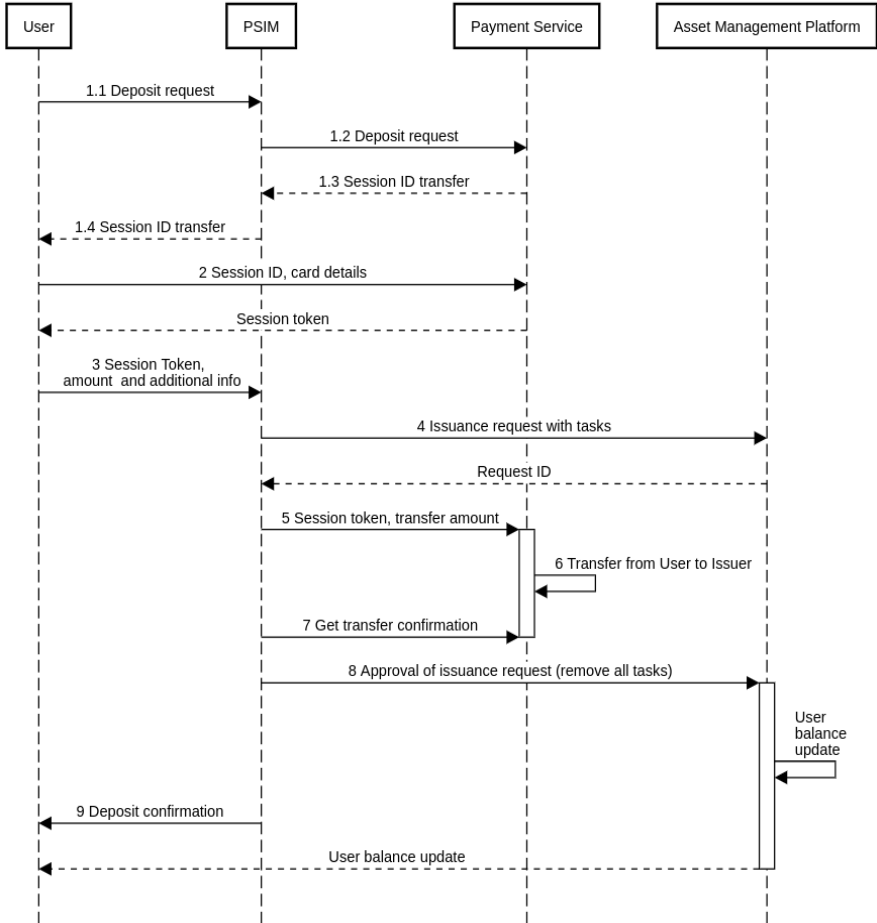 User
PSIM
Payment Service
Asset Management Platform
1.1 Deposit request
1.2 Deposit request
1.3 Session ID transfer
1.4 Session ID transfer
2 Session ID, card details
Session token
3 Session Token,
amount  and additional info
4 Issuance request with tasks
Request ID
5 Session token, transfer amount
6 Transfer from User to Issuer
7 Get transfer confirmation
8 Approval of issuance request (remove all tasks)
User
balance
update
9 Deposit confirmation
User balance update